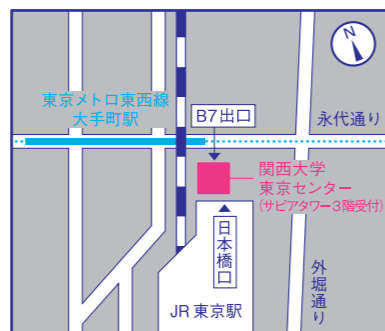 N
東京メトロ東西線
大手町駅
B7出口
永代通り
関西大学
東京センター
(サピアタワー3階受付)
日本橋口
外堀通り
JR 東京駅